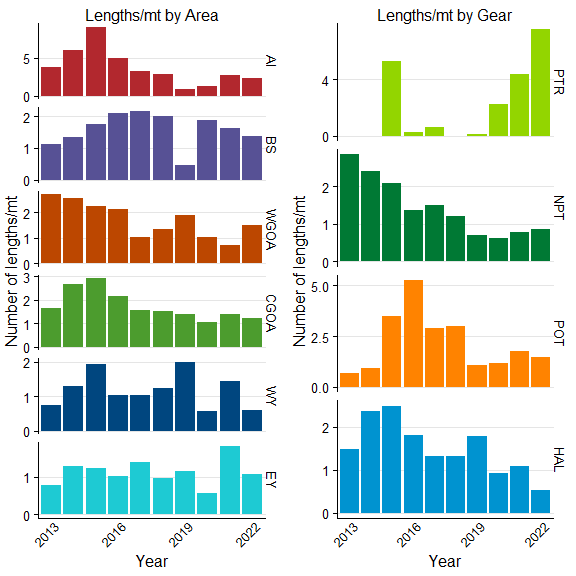 Lengths/mt by Area
Number of lengths/mt
5
0
AI
2
1
0
BS
2
1
0
WGOA
3
2
1
0
CGOA
2
1
0
WY
1
0
EY
2013
2016
2019
2022
Year
Lengths/mt by Gear
Number of lengths/mt
4
0
PTR
2
1
0
NPT
5.0
2.5
0.0
POT
2
1
0
HAL
2013
2016
2019
2022
Year